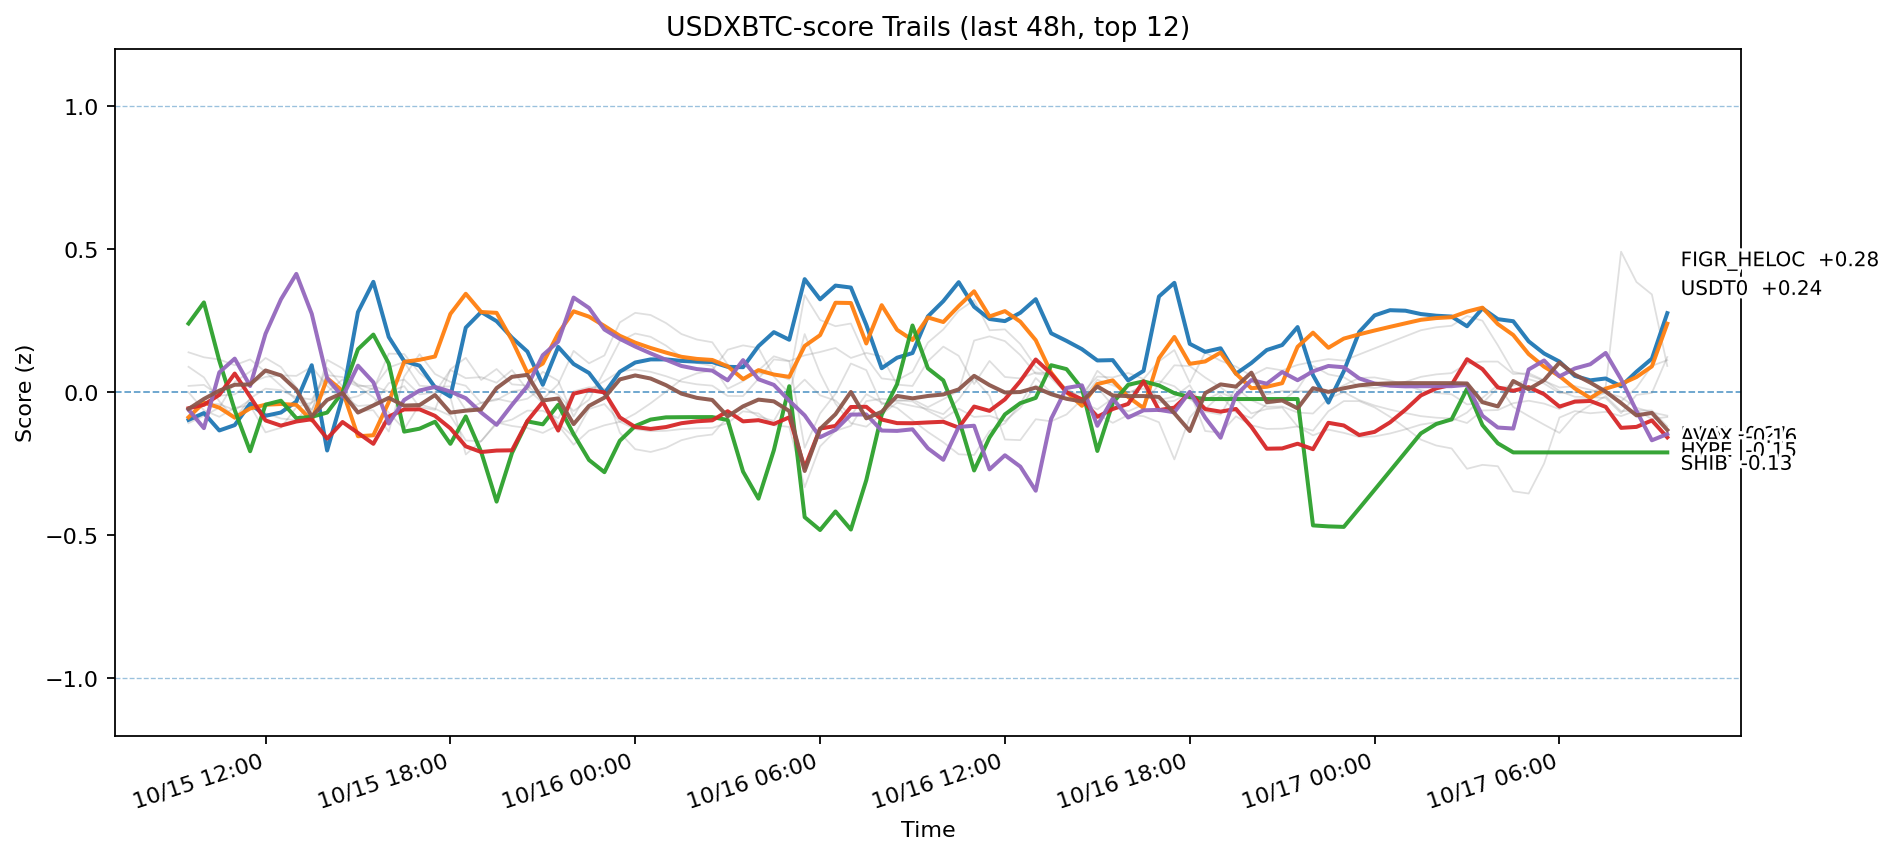 USDXBTC-score Trails (last 48h, top 12)
1.0
0.5
0.0
−0.5
−1.0
Score (z)
FIGR_HELOC +0.28
USDT0 +0.24
AVAX -0.16
HYPE -0.15
SHIB -0.13
10/15 12:00
10/15 18:00
10/16 00:00
10/16 06:00
10/16 12:00
10/16 18:00
10/17 00:00
10/17 06:00
Time